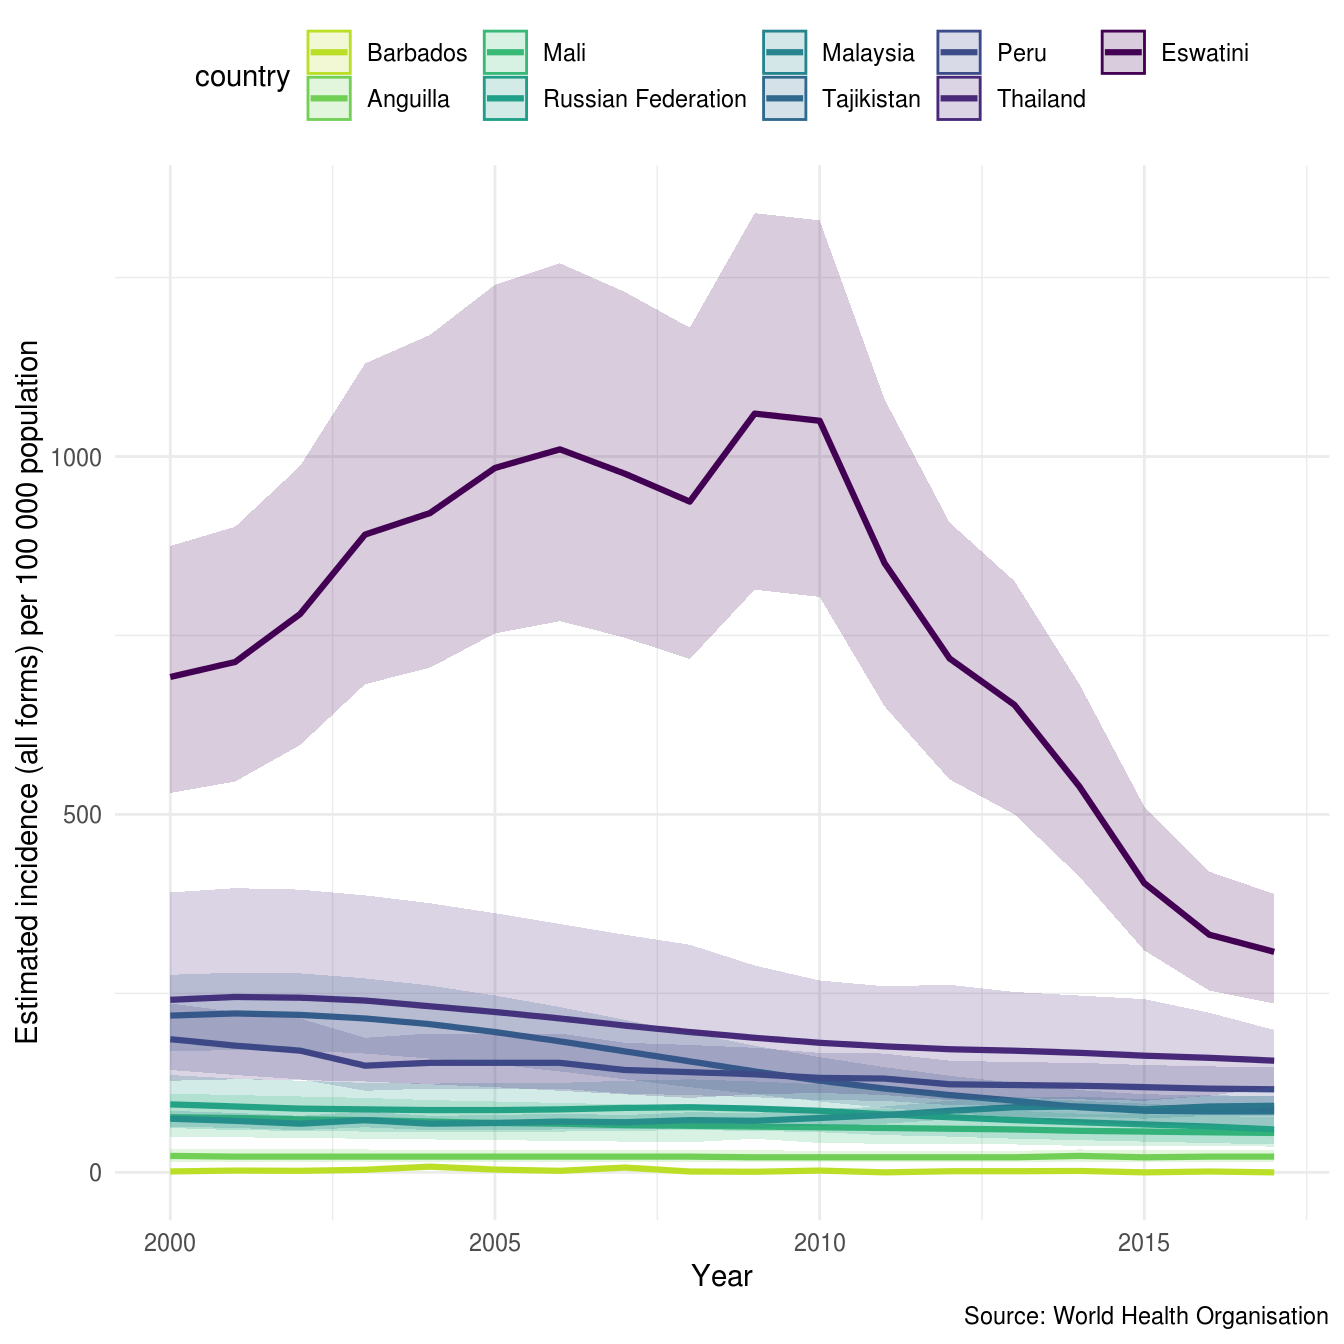 country
Barbados
Mali
Malaysia
Peru
Eswatini
Anguilla
Russian Federation
Tajikistan
Thailand
Estimated incidence (all forms) per 100 000 population
1000
500
0
2000
2005
2010
2015
Year
Source: World Health Organisation